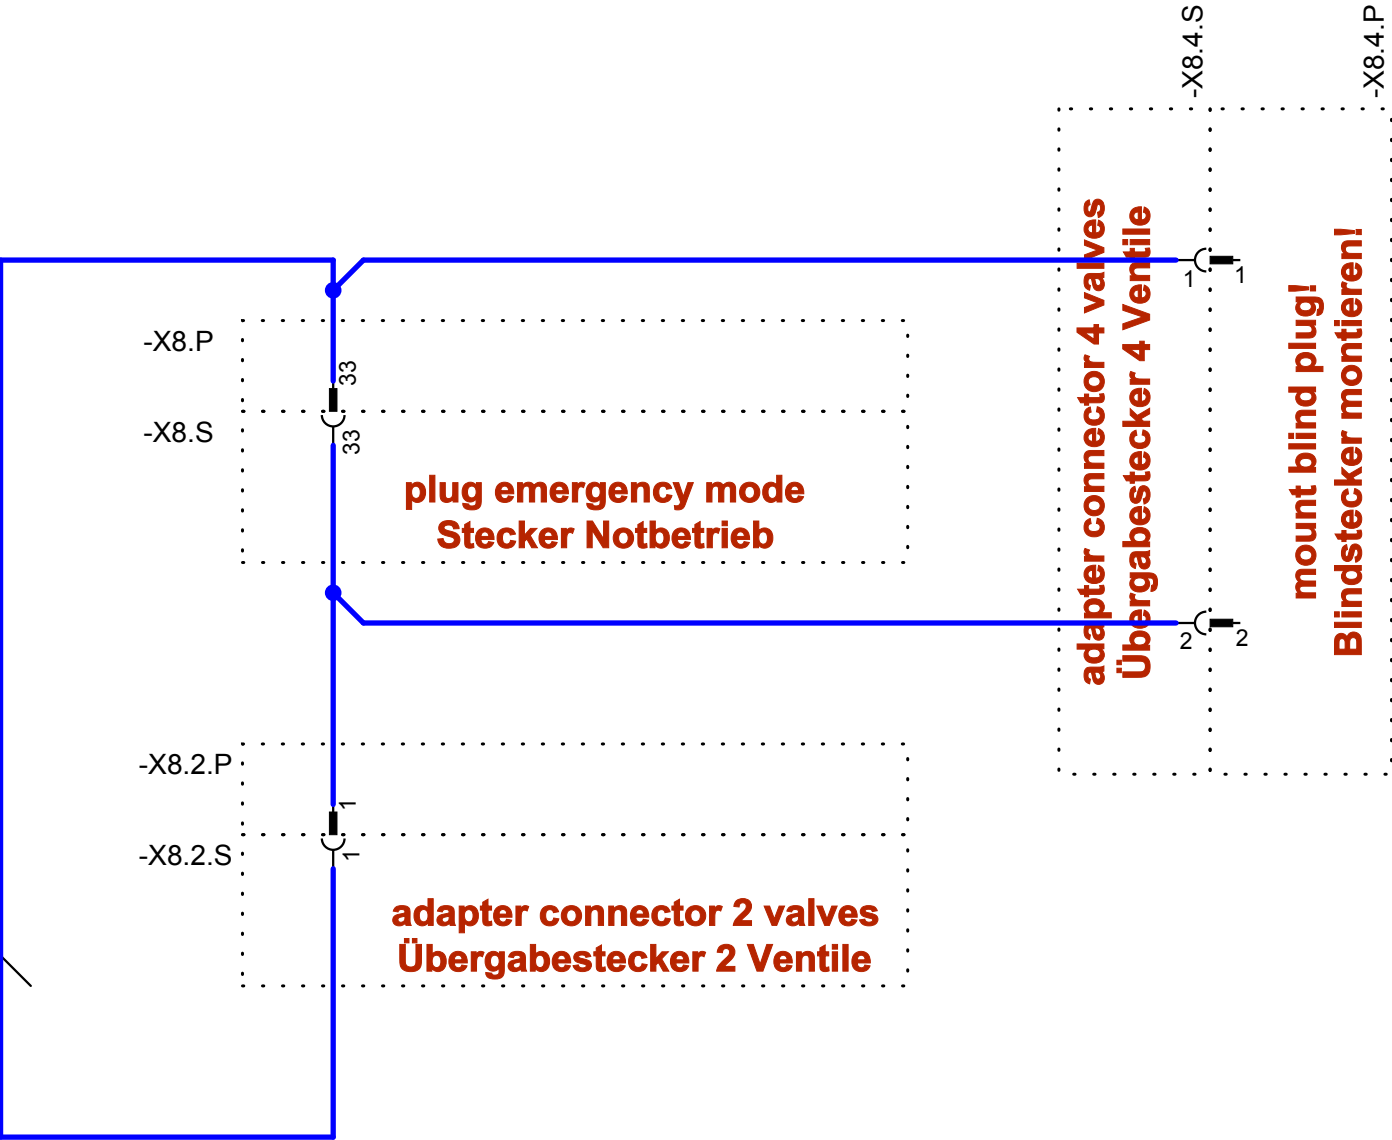 -X8.4.S
-X8.4.P
adapter connector 4 valves
Übergabestecker 4 Ventile
mount blind plug!
Blindstecker montieren!
1
1
-X8.P
33
-X8.S
33
plug emergency mode
Stecker Notbetrieb
2
2
-X8.2.P
1
-X8.2.S
1
adapter connector 2 valves
Übergabestecker 2 Ventile